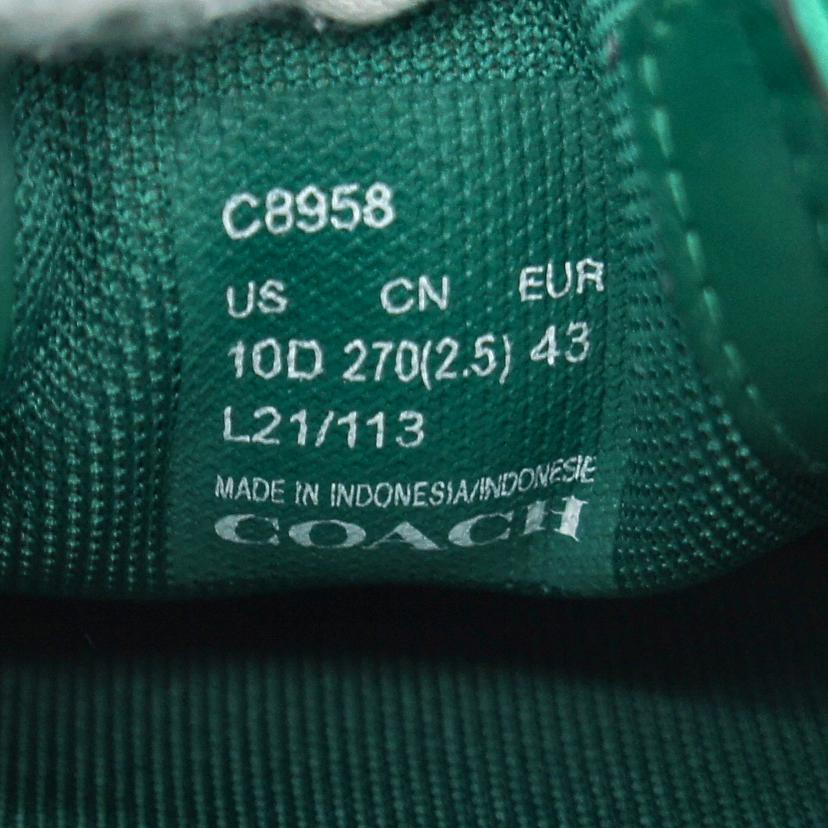 C8958
US CN EUR
10D 270(2.5) 43
L21/113
MADE IN INDONESIA/INDONESIE
COACH